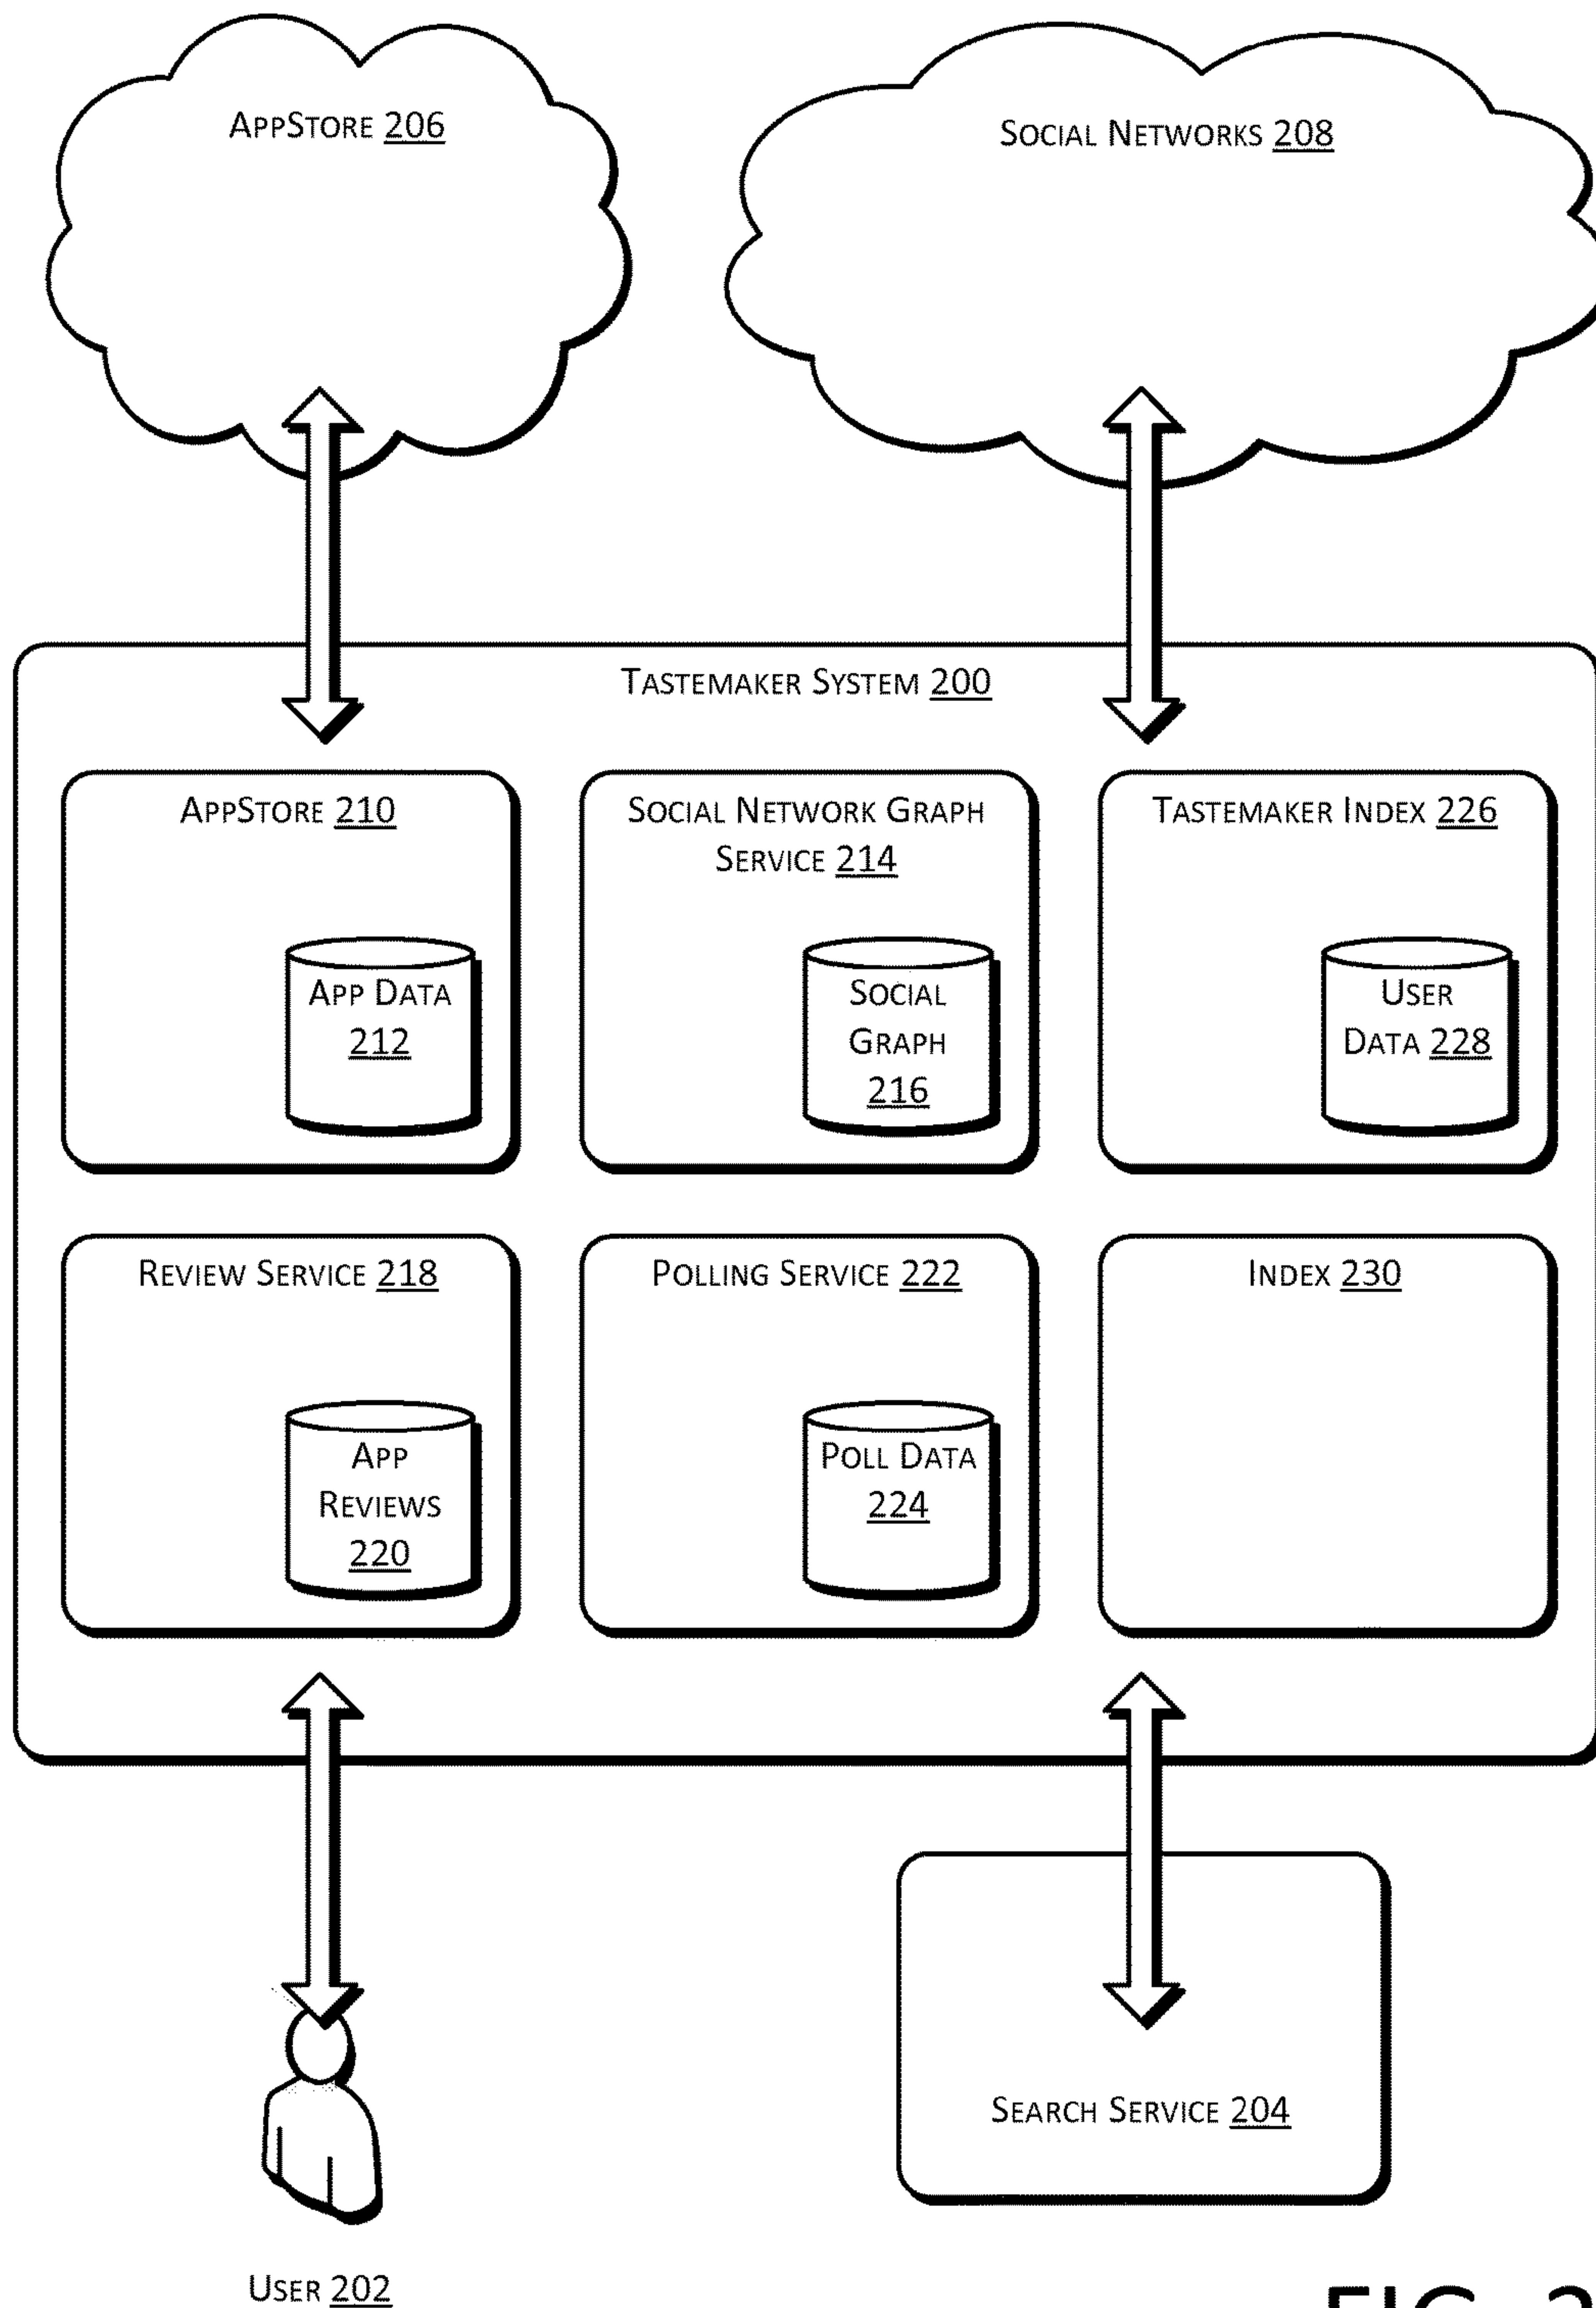 AppStore 206
Social Networks 208
Tastemaker System 200
AppStore 210
Social Network Graph
Service 214
Tastemaker Index 226
App Data
212
Social
Graph
216
User
Data 228
Review Service 218
Polling Service 222
Index 230
App
Reviews
220
Poll Data
224
Search Service 204
User 202